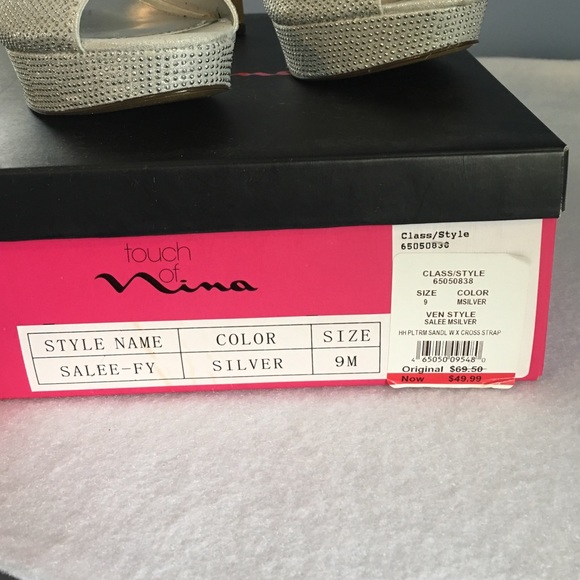 touch
of
Nina
STYLE NAME COLOR SIZE
SALEE-FY SILVER 9M
Class/Style
65050838
CLASS/STYLE
65050838
SIZE COLOR
9 MSILVER
VEN STYLE
SALEE MSILVER
HH PLTRM SANDL W X CROSS STRAP
4 65050 09548 0
Original $69.50
Now $49.99